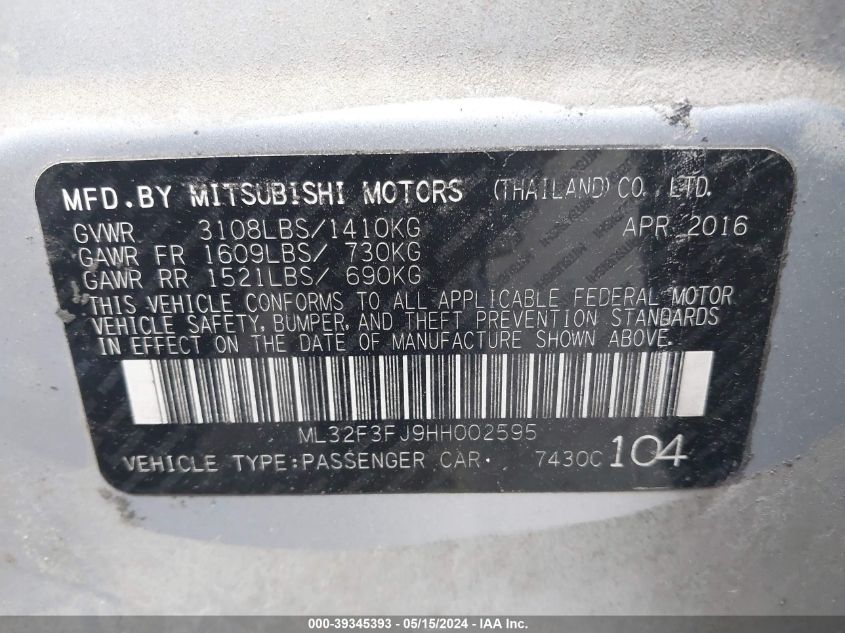 MFD.BY MITSUBISHI MOTORS (THAILAND)CO.,LTD.
GVWR 3108LBS/1410KG APR 2016
GAWR FR 1609LBS/ 730KG
GAWR RR 1521LBS/ 690KG
THIS VEHICLE CONFORMS TO ALL APPLICABLE FEDERAL MOTOR
VEHICLE SAFETY, BUMPER, AND THEFT PREVENTION STANDARDS
IN EFFECT ON THE DATE OF MANUFACTURE SHOWN ABOVE.
ML32F3FJ9HH002595
VEHICLE TYPE:PASSENGER CAR 7430C 104
000-39345393 - 05/15/2024 - IAAI.COM